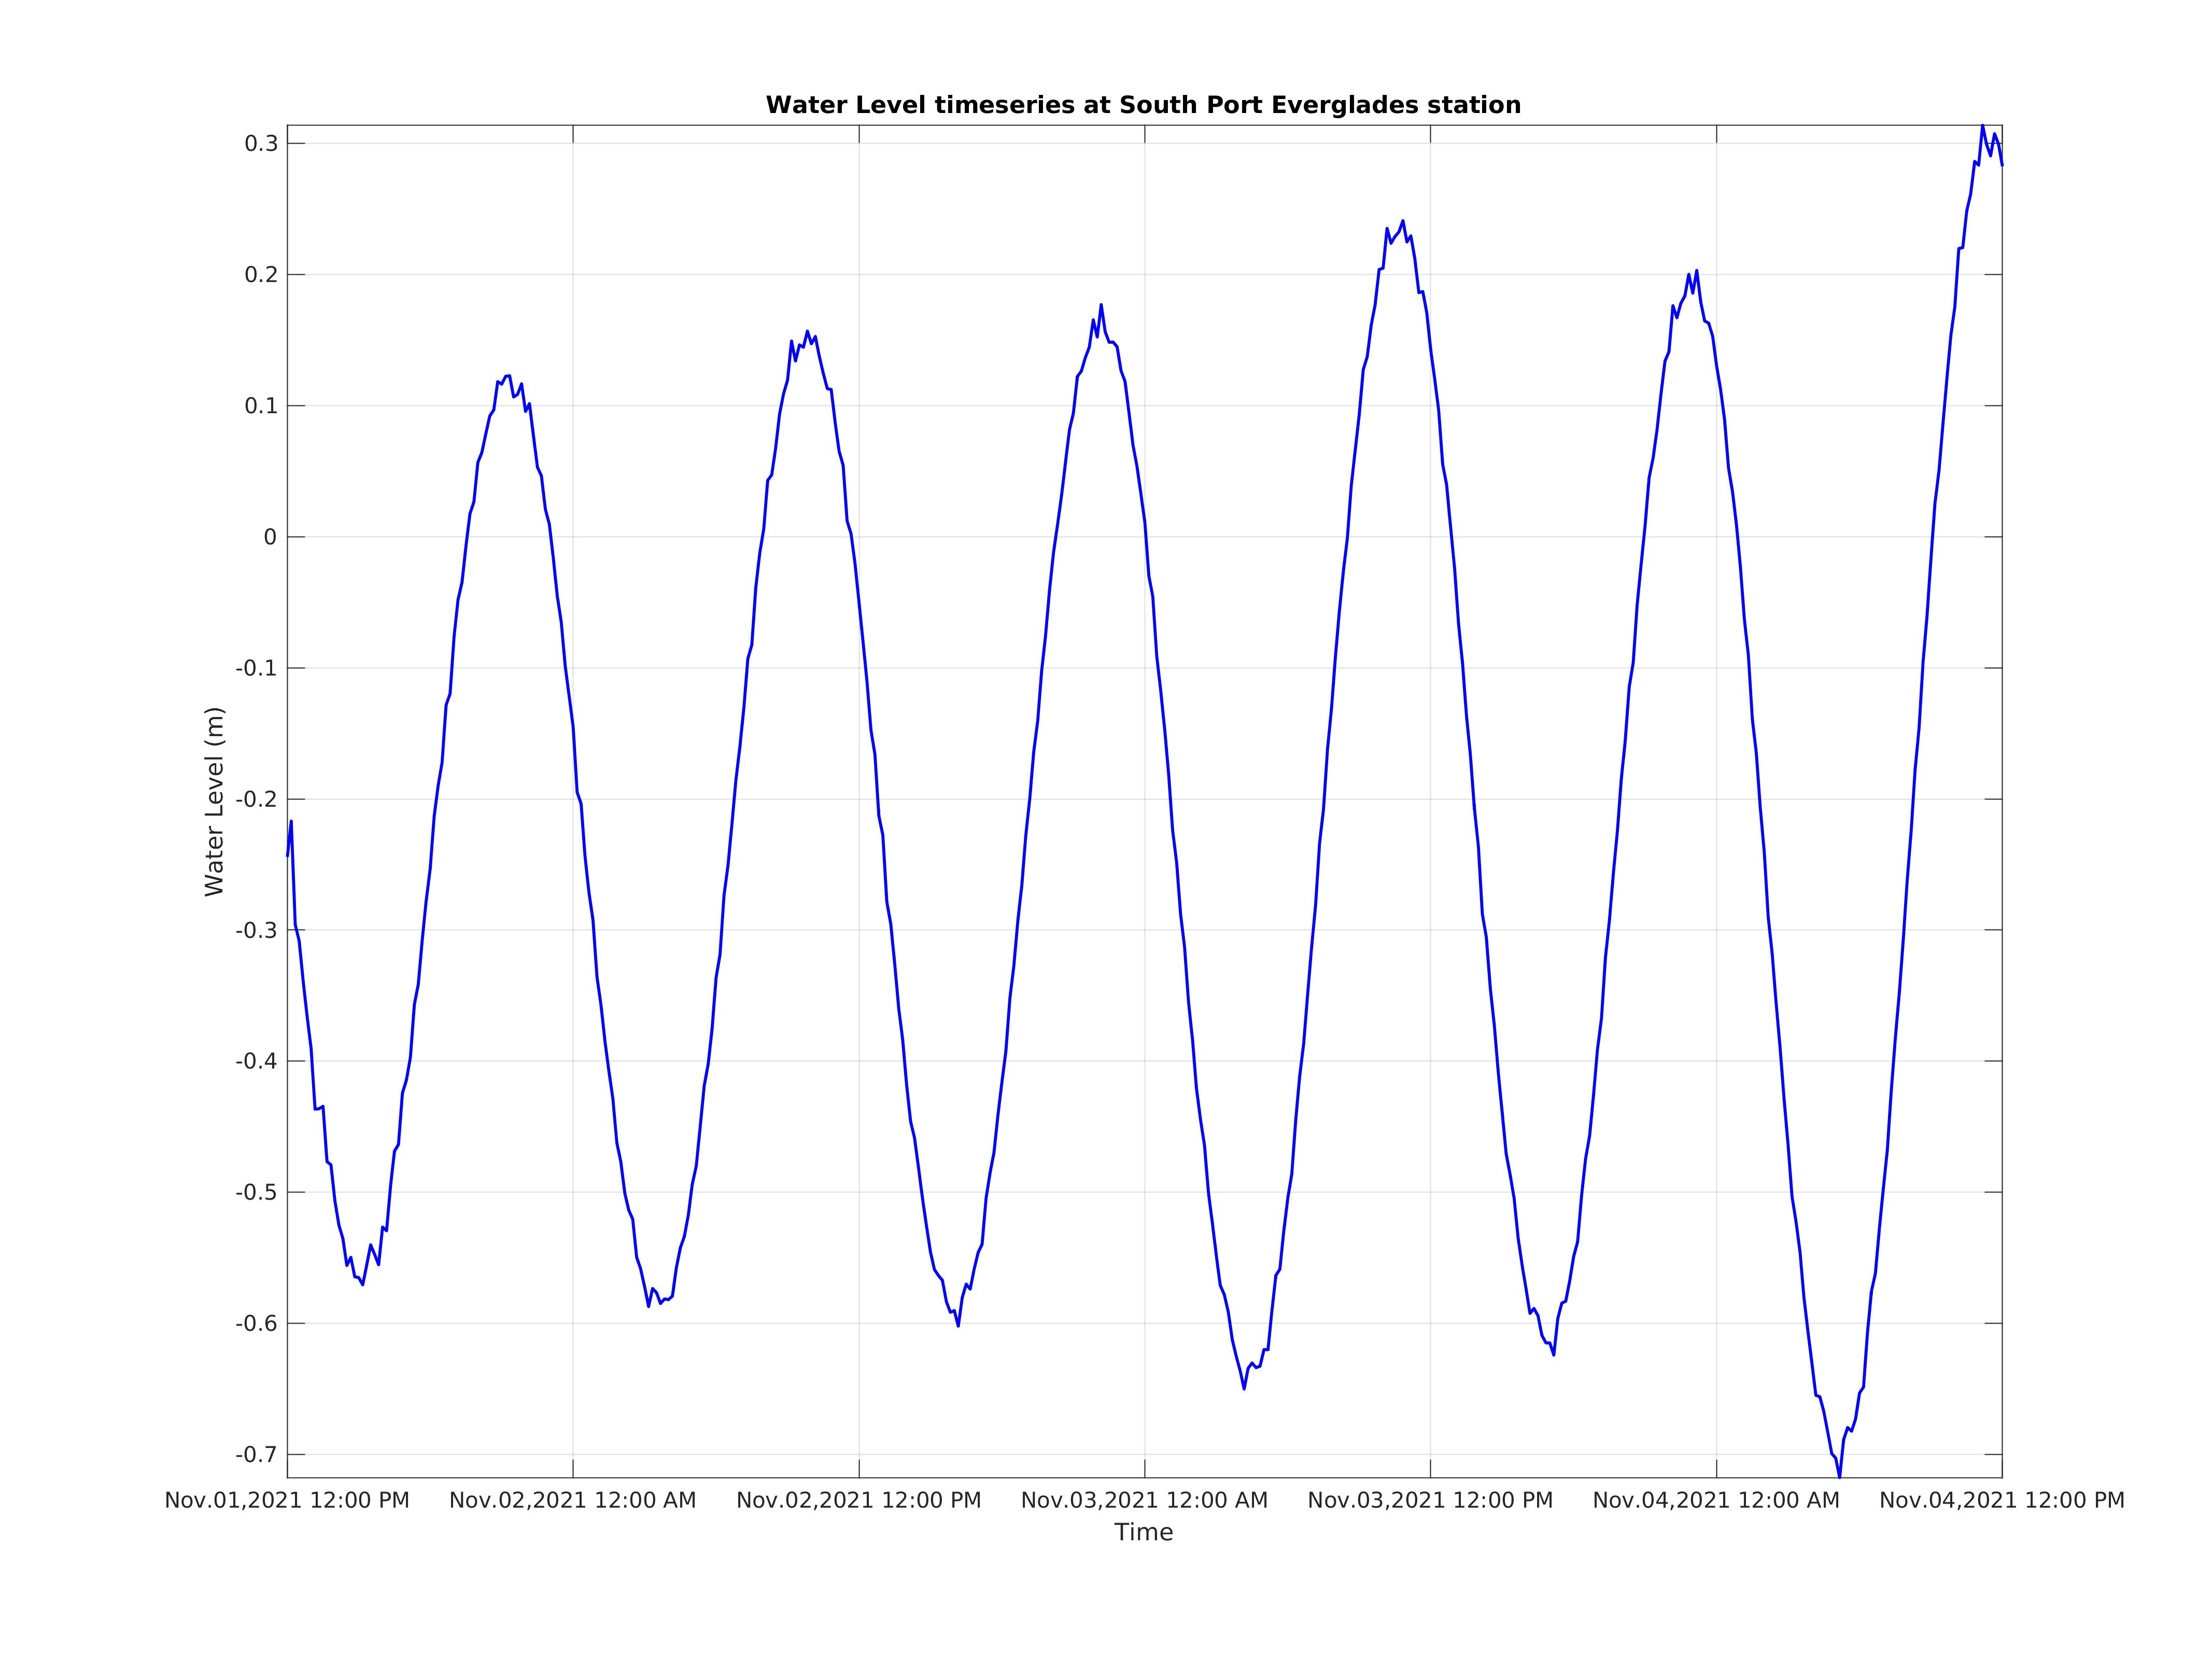 Water Level timeseries at South Port Everglades station
0.3
0.2
0.1
0
-0.1
-0.2
-0.3
-0.4
-0.5
-0.6
-0.7
Water Level (m)
Nov.01,2021 12:00 PM
Nov.02,2021 12:00 AM
Nov.02,2021 12:00 PM
Nov.03,2021 12:00 AM
Nov.03,2021 12:00 PM
Nov.04,2021 12:00 AM
Nov.04,2021 12:00 PM
Time